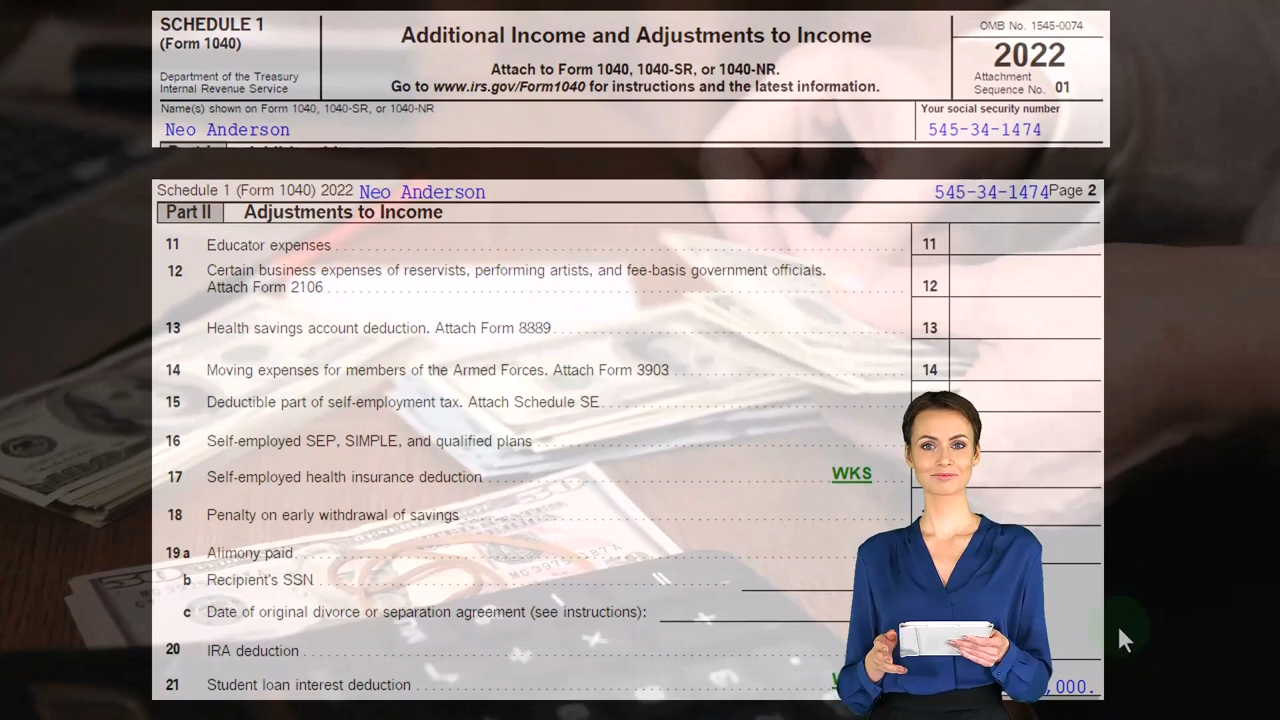 SCHEDULE 1
(Form 1040)
Department of the Treasury
Internal Revenue Service
Additional Income and Adjustments to Income
Attach to Form 1040, 1040-SR, or 1040-NR.
Go to www.irs.gov/Form1040 for instructions and the latest information.
OMB No. 1545-0074
2022
Attachment
Sequence No. 01
Name(s) shown on Form 1040, 1040-SR, or 1040-NR
Your social security number
Neo Anderson 545-34-1474
Schedule 1 (Form 1040) 2022 Neo Anderson 545-34-1474 Page 2
Part II Adjustments to Income
11 Educator expenses 11
12 Certain business expenses of reservists, performing artists, and fee-basis government officials.
Attach Form 2106 12
13 Health savings account deduction. Attach Form 8889 13
14 Moving expenses for members of the Armed Forces. Attach Form 3903 14
15 Deductible part of self-employment tax. Attach Schedule SE
16 Self-employed SEP, SIMPLE, and qualified plans
17 Self-employed health insurance deduction WKS
18 Penalty on early withdrawal of savings
19a Alimony paid
b Recipient's SSN
c Date of original divorce or separation agreement (see instructions):
20 IRA deduction
21 Student loan interest deduction ,000.